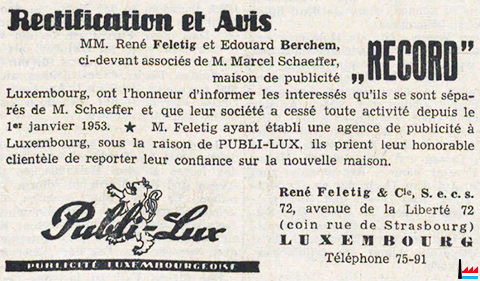 Rectification et Avis
MM. René Feletig et Edouard Berchem,
ci-devant associés de M. Marcel Schaeffer,
maison de publicité „RECORD”
Luxembourg, ont l'honneur d'informer les interessés qu'ils se sont sépa-
rés de M. Schaeffer et que leur société a cessé toute activité depuis le
1er janvier 1953. ★ M. Feletig ayant établi une agence de publicité à
Luxembourg, sous la raison de PUBLI-LUX, ils prient leur honorable
clientèle de reporter leur confiance sur la nouvelle maison.
Publi-Lux
PUBLICITÉ LUXEMBOURGEOISE
René Feletig & Cie, S. e c. s.
72, avenue de la Liberté 72
(coin rue de Strasbourg)
LUXEMBOURG
Téléphone 75-91